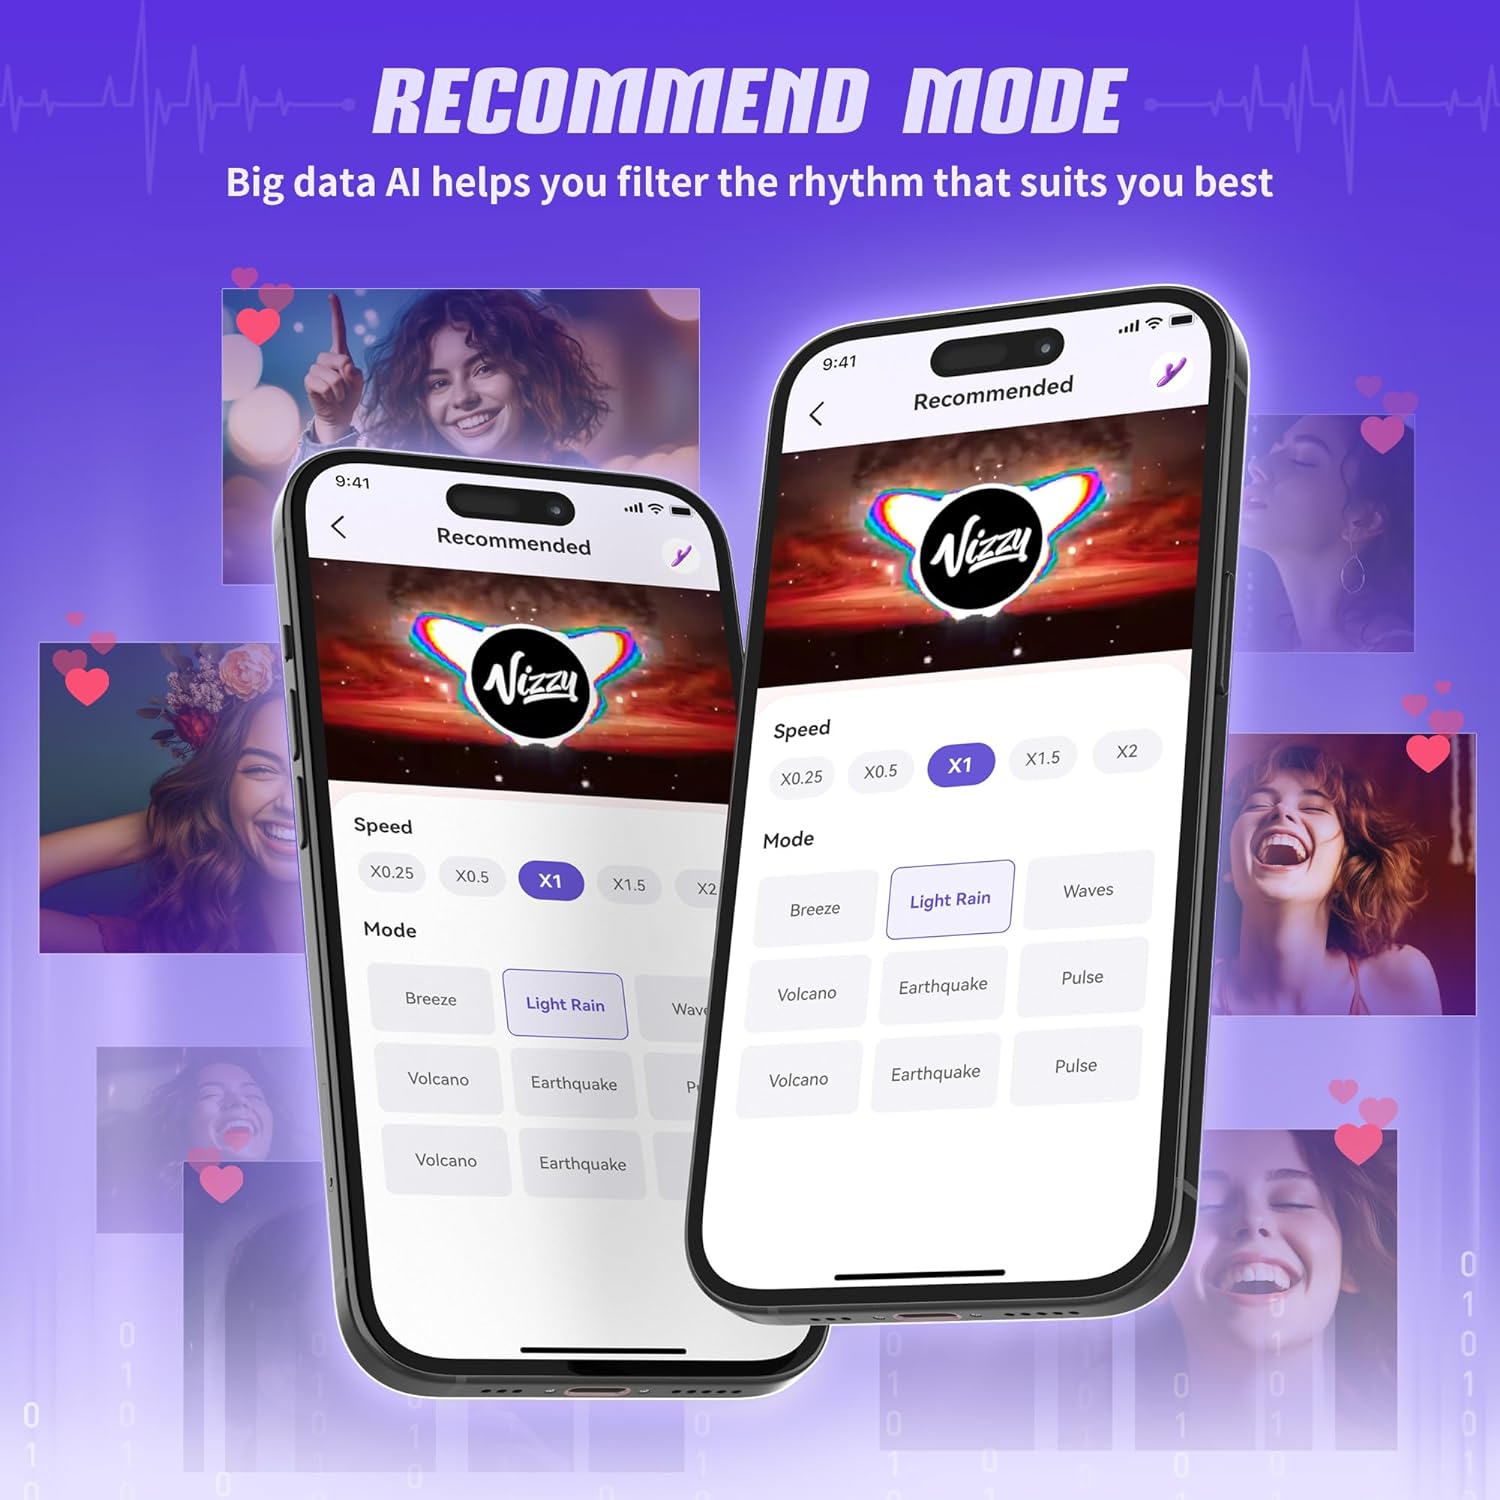 RECOMMEND MODE
Big data AI helps you filter the rhythm that suits you best
9:41
Recommended
Nizzy
Speed
X0.25 X0.5 X1 X1.5 X2
Mode
Breeze Light Rain
Volcano Earthquake
Volcano Earthquake
9:41
Recommended
Nizzy
Speed
X0.25 X0.5 X1 X1.5 X2
Mode
Breeze Light Rain Waves
Volcano Earthquake Pulse
Volcano Earthquake Pulse